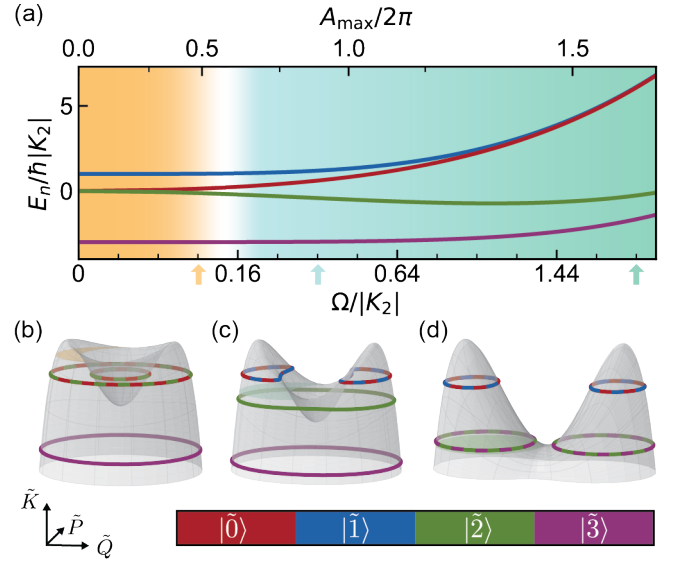 (a)
A_max/2π
0.0 0.5 1.0 1.5
E_n/ħ|K_2|
5
0
0 0.16 0.64 1.44
Ω/|K_2|
(b) (c) (d)
K̃
P̃
Q̃
|0̃⟩ |1̃⟩ |2̃⟩ |3̃⟩